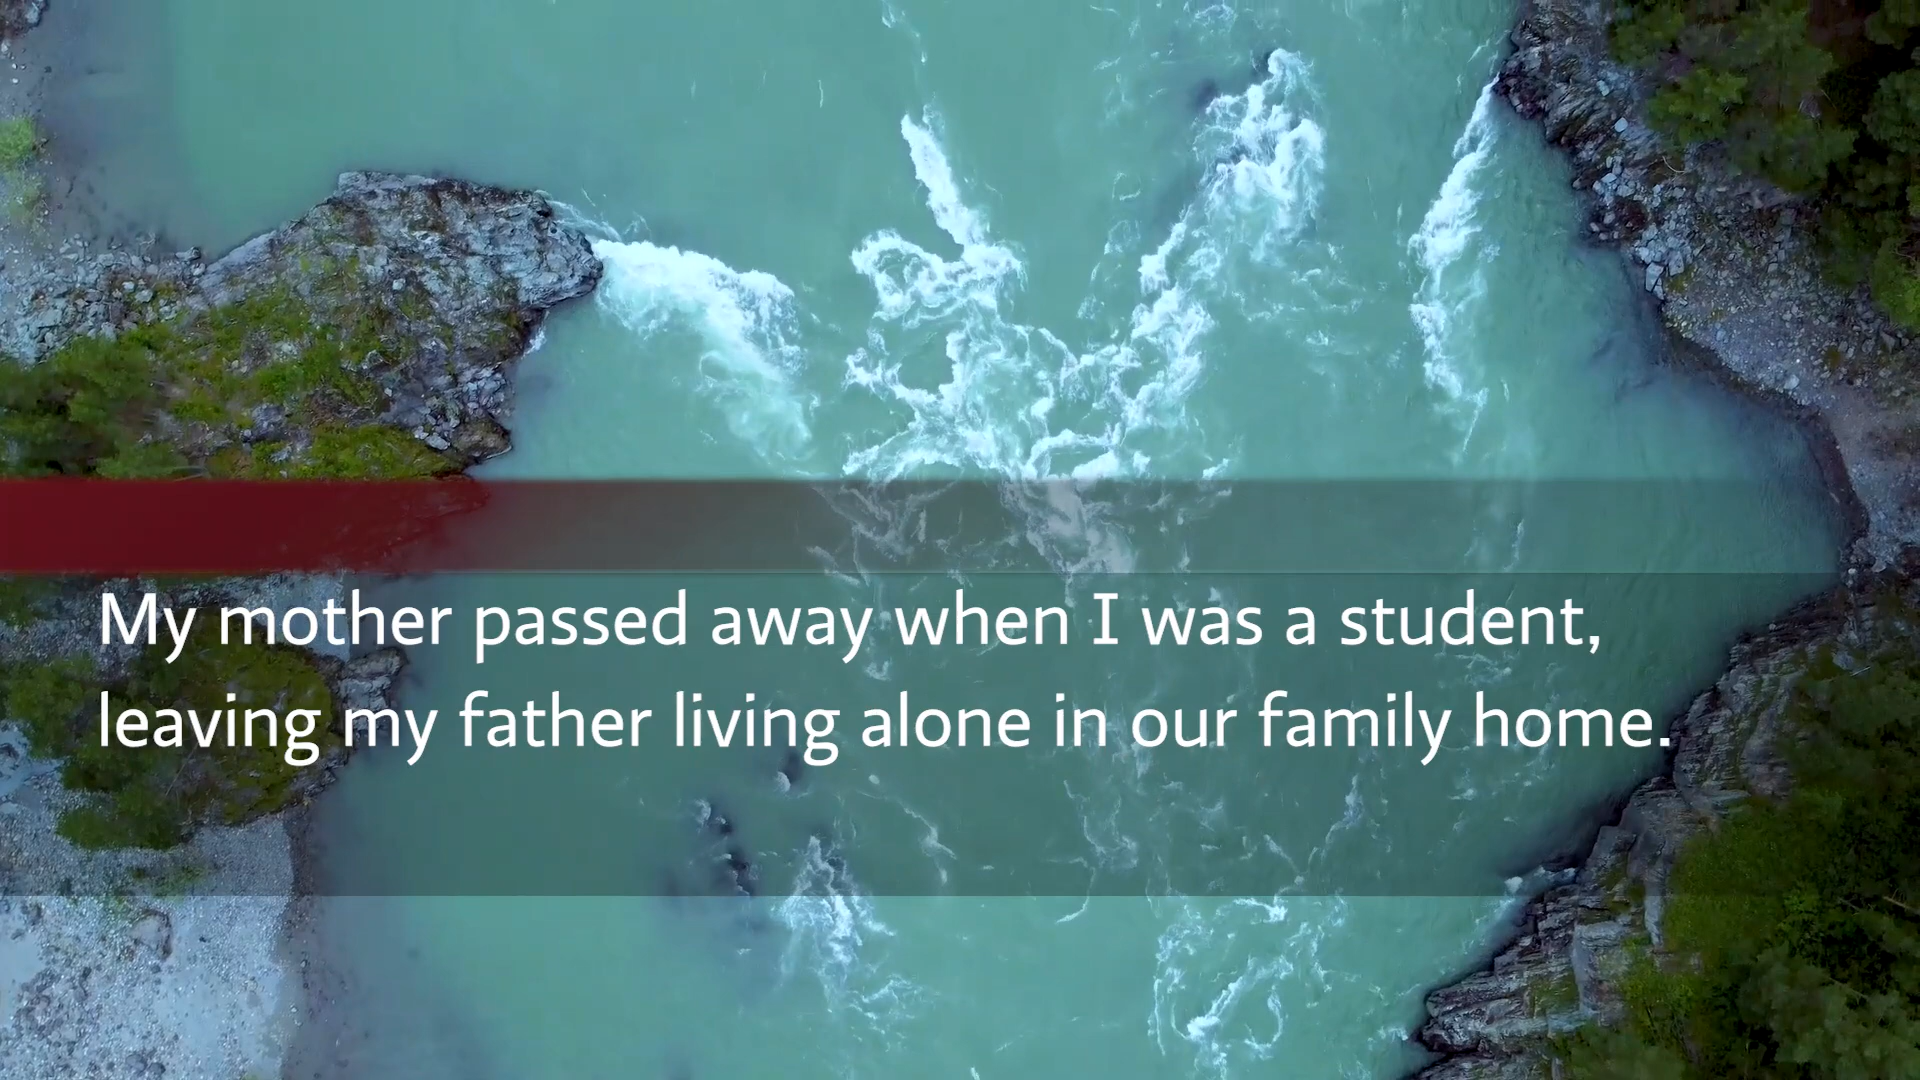 My mother passed away when I was a student,
leaving my father living alone in our family home.